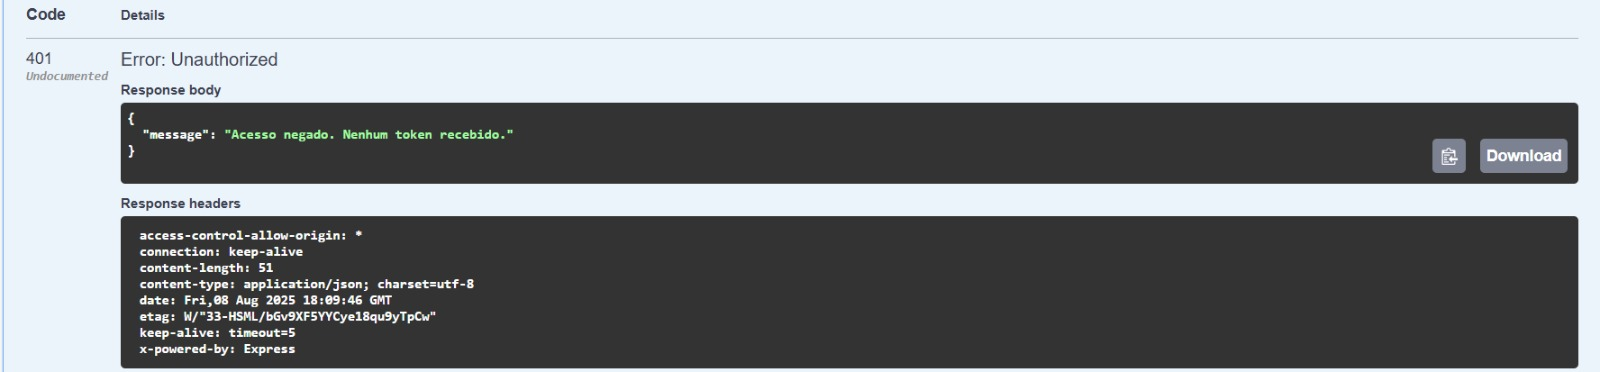 Code Details
401 Error: Unauthorized
Undocumented
Response body
{
"message": "Acesso negado. Nenhum token recebido."
}
Download
Response headers
access-control-allow-origin: *
connection: keep-alive
content-length: 51
content-type: application/json; charset=utf-8
date: Fri,08 Aug 2025 18:09:46 GMT
etag: W/"33-HSML/bGv9XF5YYCye18qu9yTpCw"
keep-alive: timeout=5
x-powered-by: Express